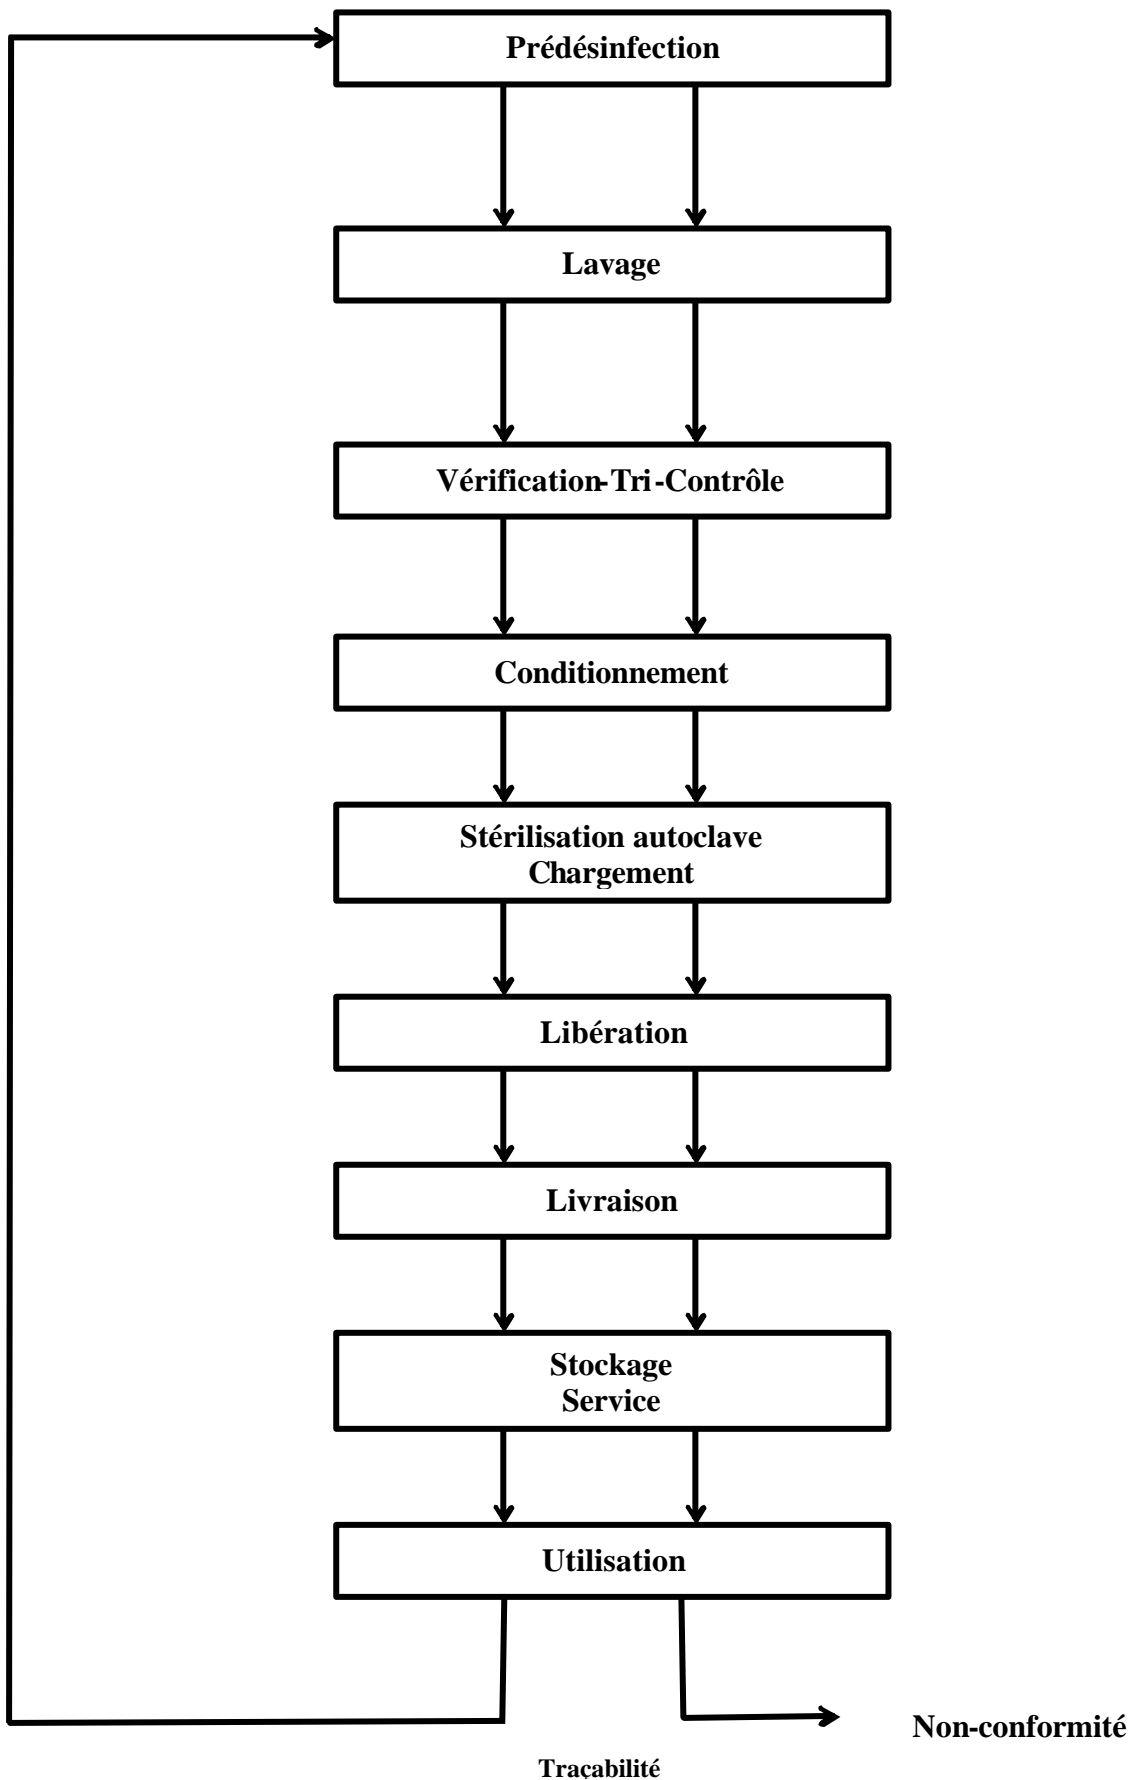 Prédésinfection
Lavage
Vérification-Tri-Contrôle
Conditionnement
Stérilisation autoclave
Chargement
Libération
Livraison
Stockage
Service
Utilisation
Non-conformité
Traçabilité